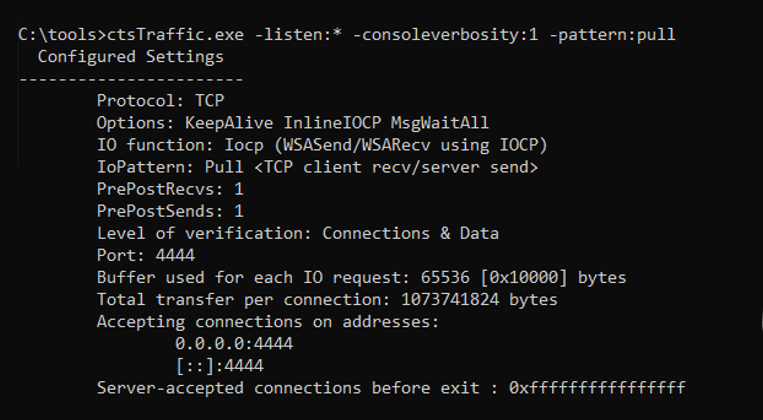 C:\tools>ctsTraffic.exe -listen:* -consoleverbosity:1 -pattern:pull
Configured Settings
-----------------------
Protocol: TCP
Options: KeepAlive InlineIOCP MsgWaitAll
IO function: Iocp (WSASend/WSARecv using IOCP)
IoPattern: Pull <TCP client recv/server send>
PrePostRecvs: 1
PrePostSends: 1
Level of verification: Connections & Data
Port: 4444
Buffer used for each IO request: 65536 [0x10000] bytes
Total transfer per connection: 1073741824 bytes
Accepting connections on addresses:
0.0.0.0:4444
[::]:4444
Server-accepted connections before exit : 0xffffffffffffffff